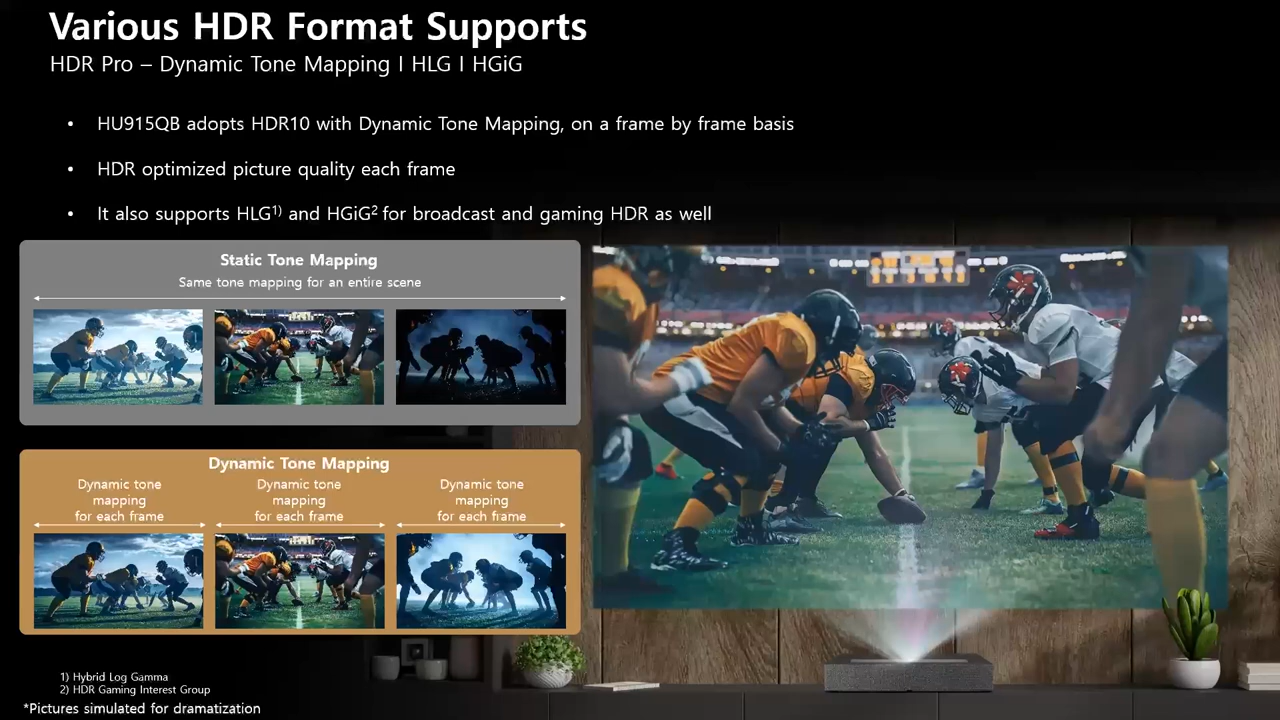 Various HDR Format Supports
HDR Pro – Dynamic Tone Mapping I HLG I HGiG
• HU915QB adopts HDR10 with Dynamic Tone Mapping, on a frame by frame basis
• HDR optimized picture quality each frame
• It also supports HLG1) and HGiG2 for broadcast and gaming HDR as well
Static Tone Mapping
Same tone mapping for an entire scene
Dynamic Tone Mapping
Dynamic tone
mapping
for each frame
Dynamic tone
mapping
for each frame
Dynamic tone
mapping
for each frame
1) Hybrid Log Gamma
2) HDR Gaming Interest Group
*Pictures simulated for dramatization